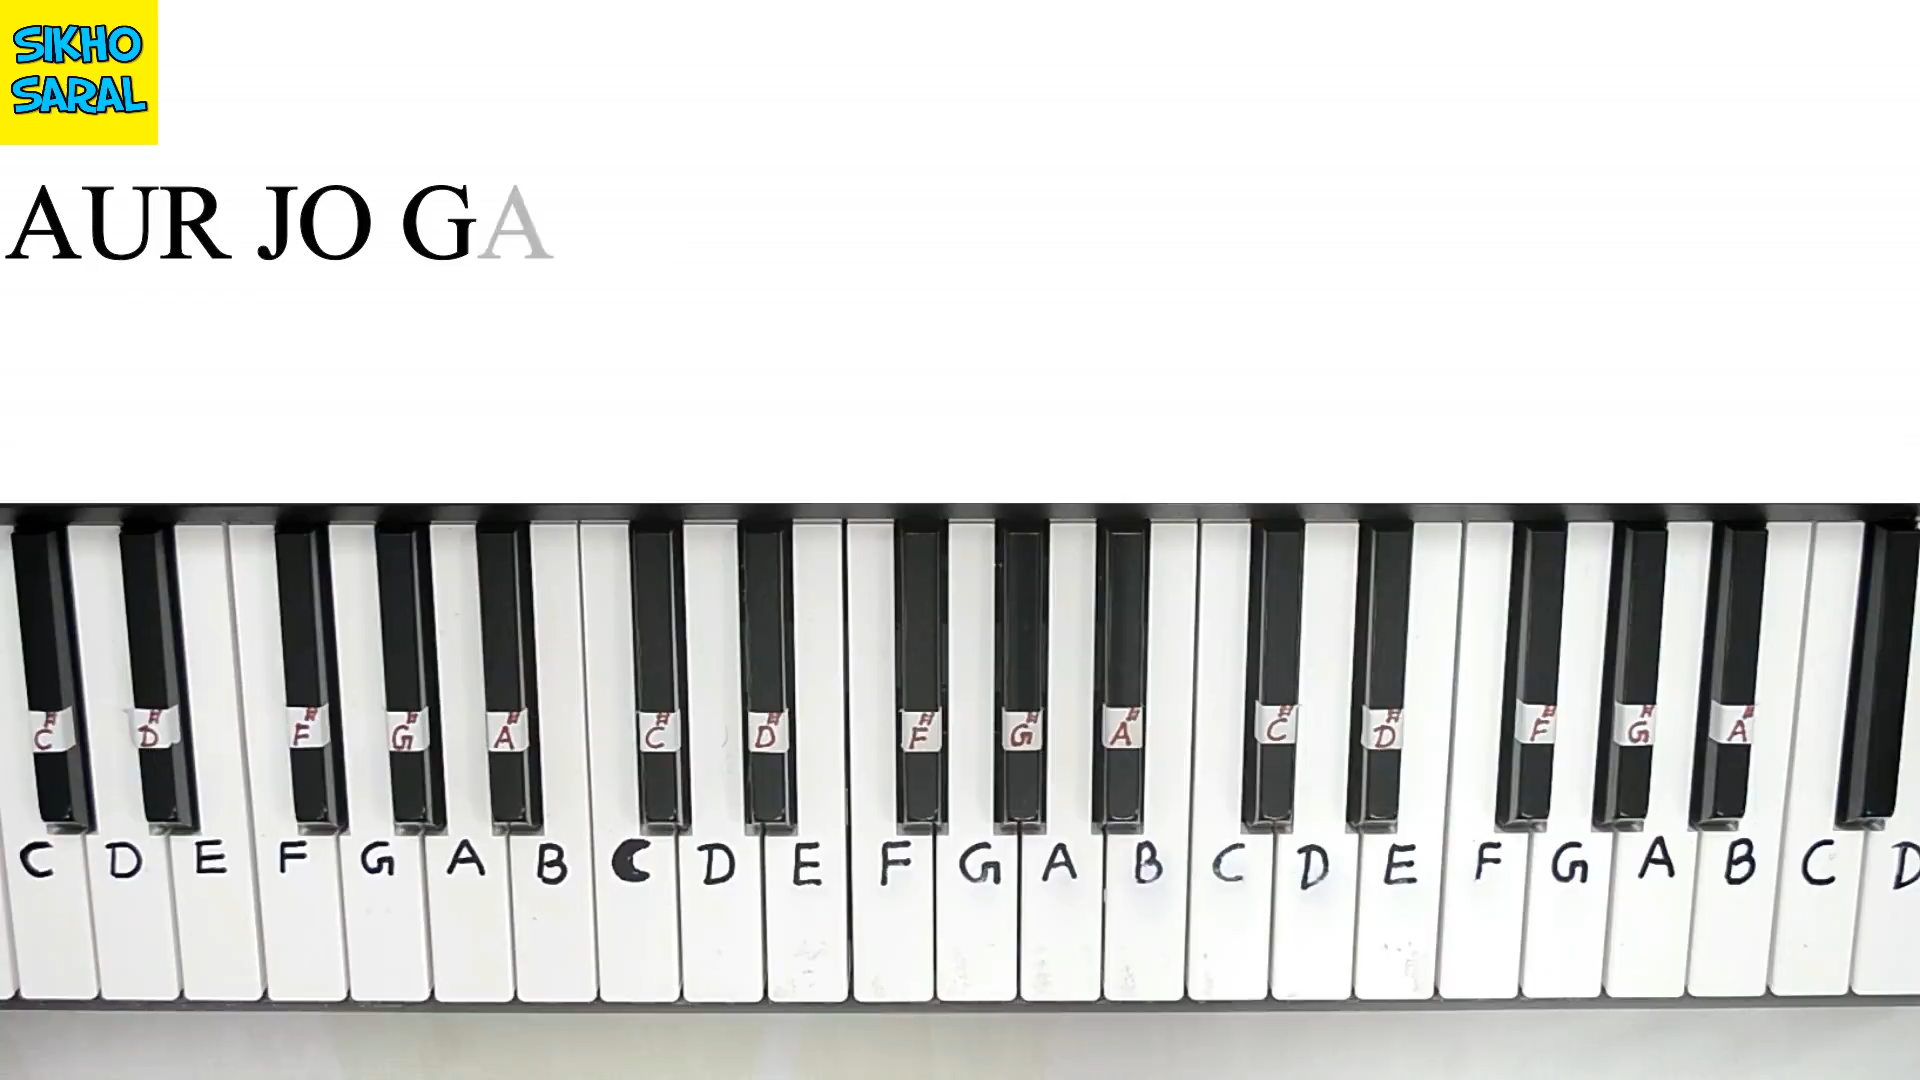 SIKHO
SARAL
AUR JO GA
C# D# F# G# A# C# D# F# G# A# C# D# F# G# A#
C D E F G A B C D E F G A B C D E F G A B C D